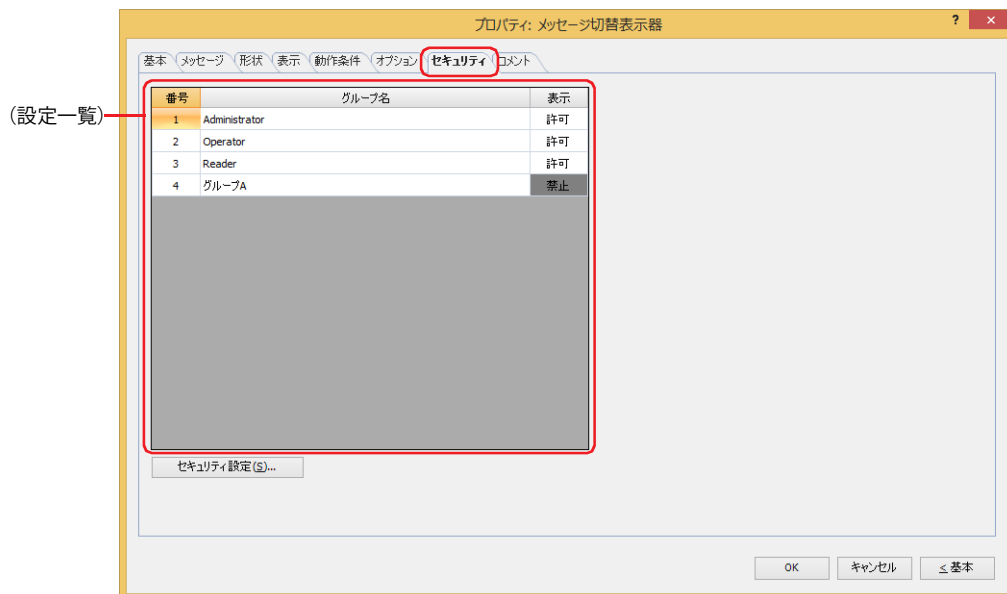 プロパティ: メッセージ切替表示器
? ×
基本 メッセージ 形状 表示 動作条件 オプション セキュリティ コメント
(設定一覧)
番号 グループ名 表示
1 Administrator 許可
2 Operator 許可
3 Reader 許可
4 グループA 禁止
セキュリティ設定(S)...
OK キャンセル < 基本